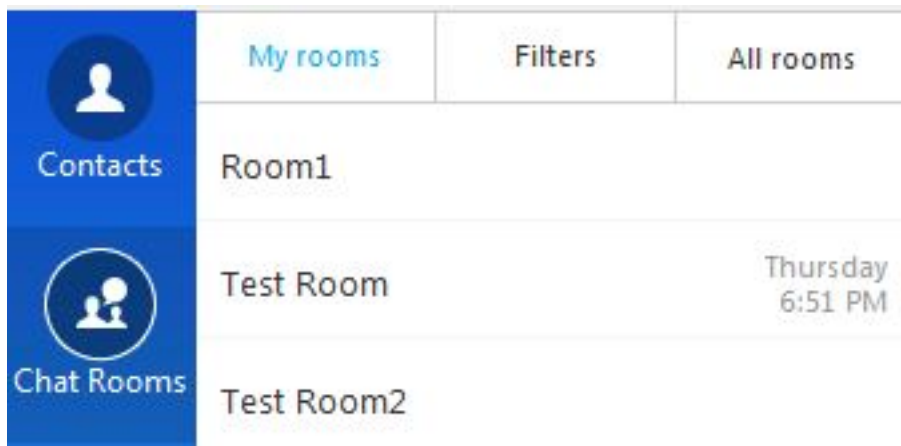 My rooms
Filters
All rooms
Contacts
Room1
Test Room
Thursday
6:51 PM
Chat Rooms
Test Room2